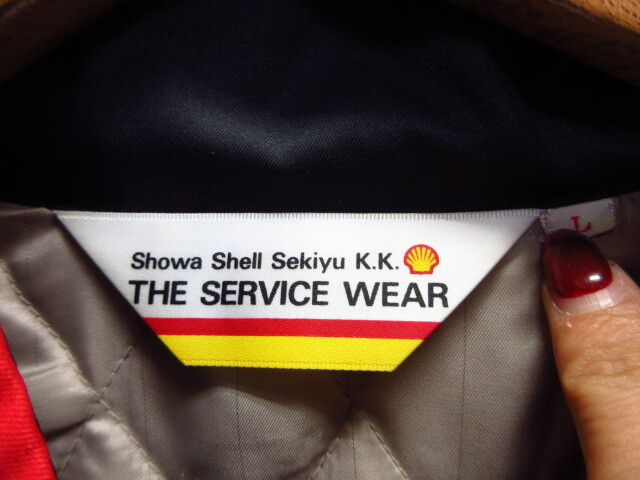 Showa Shell Sekiyu K.K.
THE SERVICE WEAR
L